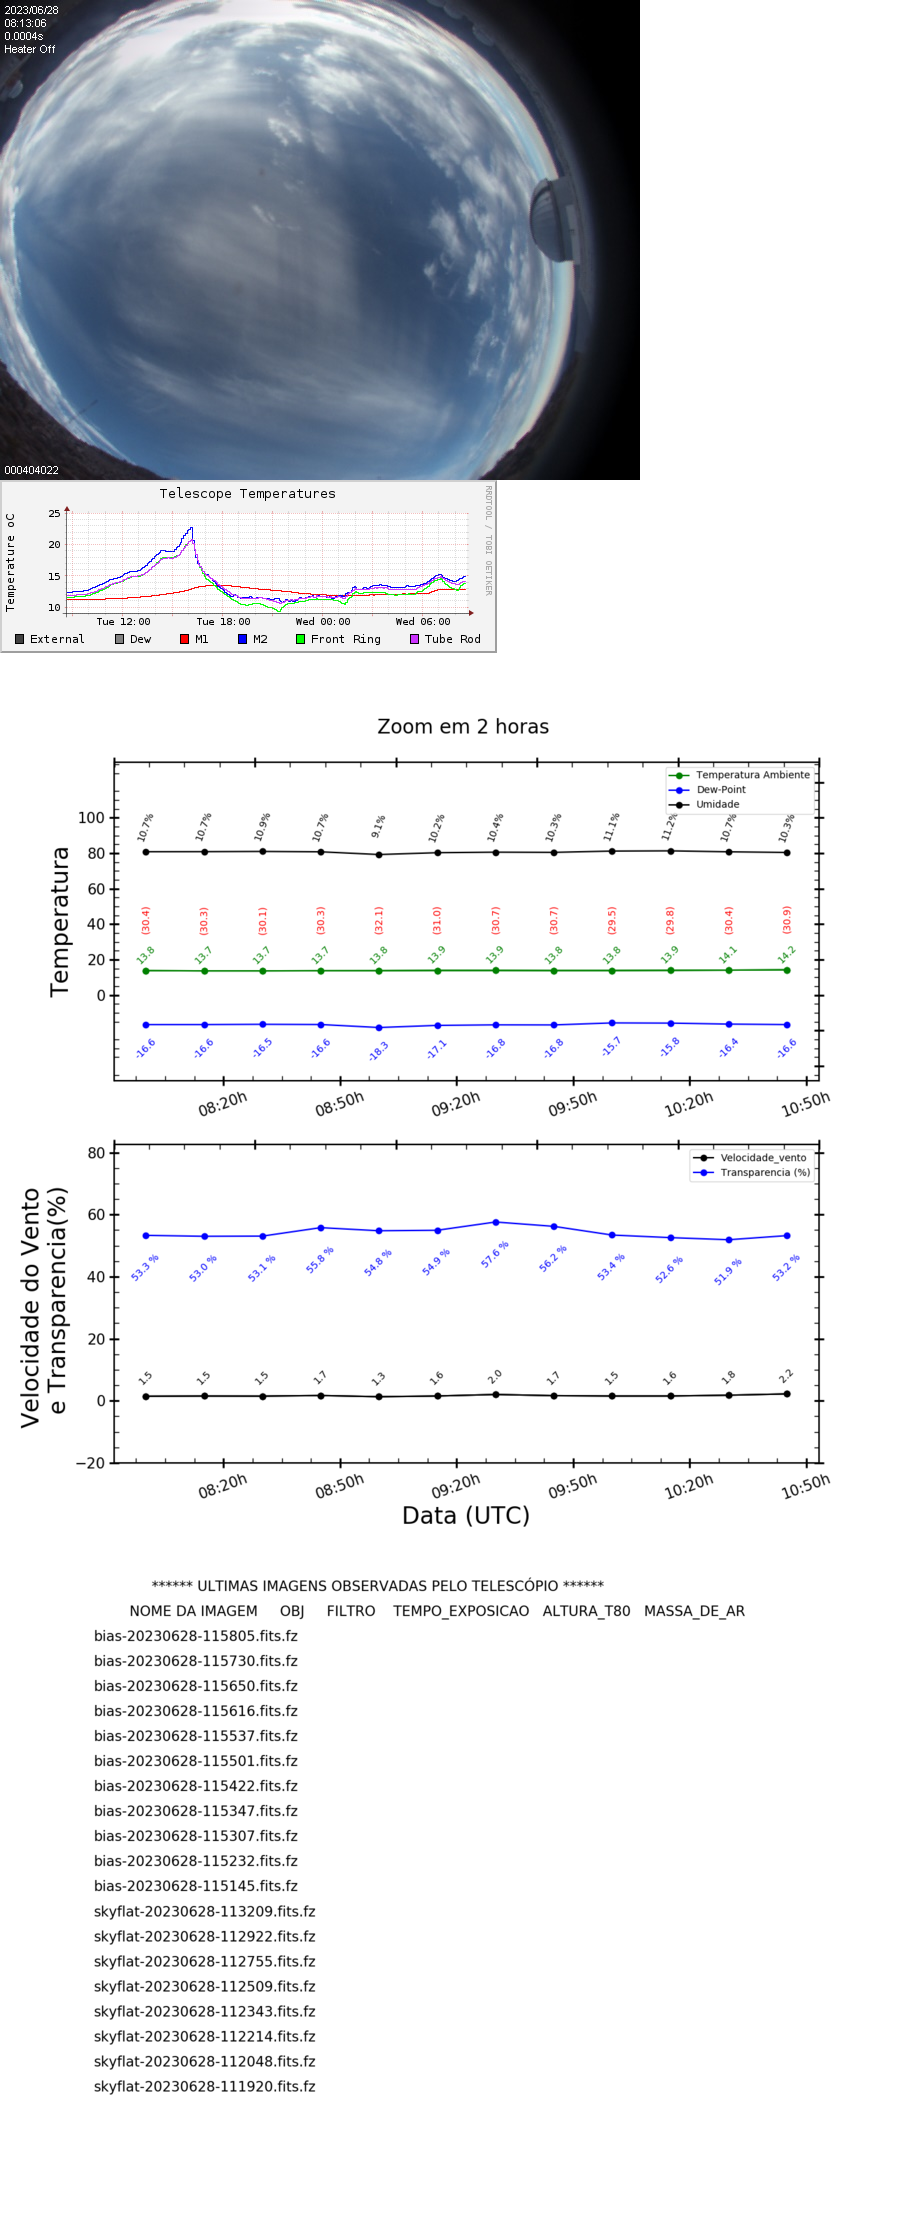 2023/06/28
08:13:06
0.0004s
Heater Off
000404022
Telescope Temperatures
RRDTOOL / TOBI OETIKER
Temperature oC
25
20
15
10
Tue 12:00 Tue 18:00 Wed 00:00 Wed 06:00
External Dew M1 M2 Front Ring Tube Rod
Zoom em 2 horas
Temperatura Ambiente
Dew-Point
Umidade
Temperatura
100
80
60
40
20
0
10.7% 10.7% 10.9% 10.7% 9.1% 10.2% 10.4% 10.3% 11.1% 11.2% 10.7% 10.3%
(30.4) (30.3) (30.1) (30.3) (32.1) (31.0) (30.7) (30.7) (29.5) (29.8) (30.4) (30.9)
13.8 13.7 13.7 13.7 13.8 13.9 13.9 13.8 13.8 13.9 14.1 14.2
-16.6 -16.6 -16.5 -16.6 -18.3 -17.1 -16.8 -16.8 -15.7 -15.8 -16.4 -16.6
08:20h 08:50h 09:20h 09:50h 10:20h 10:50h
Velocidade_vento
Transparencia (%)
Velocidade do Vento
e Transparencia(%)
80
60
40
20
0
−20
53.3 % 53.0 % 53.1 % 55.8 % 54.8 % 54.9 % 57.6 % 56.2 % 53.4 % 52.6 % 51.9 % 53.2 %
1.5 1.5 1.5 1.7 1.3 1.6 2.0 1.7 1.5 1.6 1.8 2.2
08:20h 08:50h 09:20h 09:50h 10:20h 10:50h
Data (UTC)
****** ULTIMAS IMAGENS OBSERVADAS PELO TELESCÓPIO ******
NOME DA IMAGEM OBJ FILTRO TEMPO_EXPOSICAO ALTURA_T80 MASSA_DE_AR
bias-20230628-115805.fits.fz
bias-20230628-115730.fits.fz
bias-20230628-115650.fits.fz
bias-20230628-115616.fits.fz
bias-20230628-115537.fits.fz
bias-20230628-115501.fits.fz
bias-20230628-115422.fits.fz
bias-20230628-115347.fits.fz
bias-20230628-115307.fits.fz
bias-20230628-115232.fits.fz
bias-20230628-115145.fits.fz
skyflat-20230628-113209.fits.fz
skyflat-20230628-112922.fits.fz
skyflat-20230628-112755.fits.fz
skyflat-20230628-112509.fits.fz
skyflat-20230628-112343.fits.fz
skyflat-20230628-112214.fits.fz
skyflat-20230628-112048.fits.fz
skyflat-20230628-111920.fits.fz